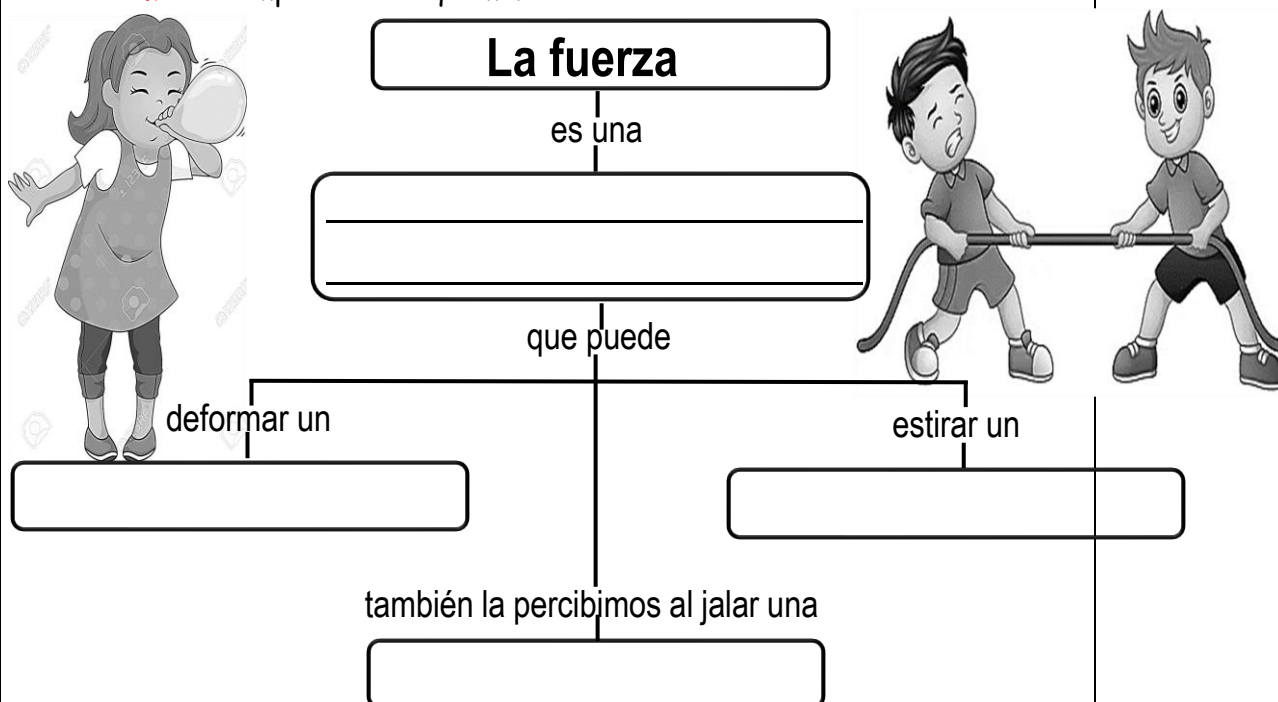 La fuerza
es una
que puede
deformar un
estirar un
también la percibimos al jalar una